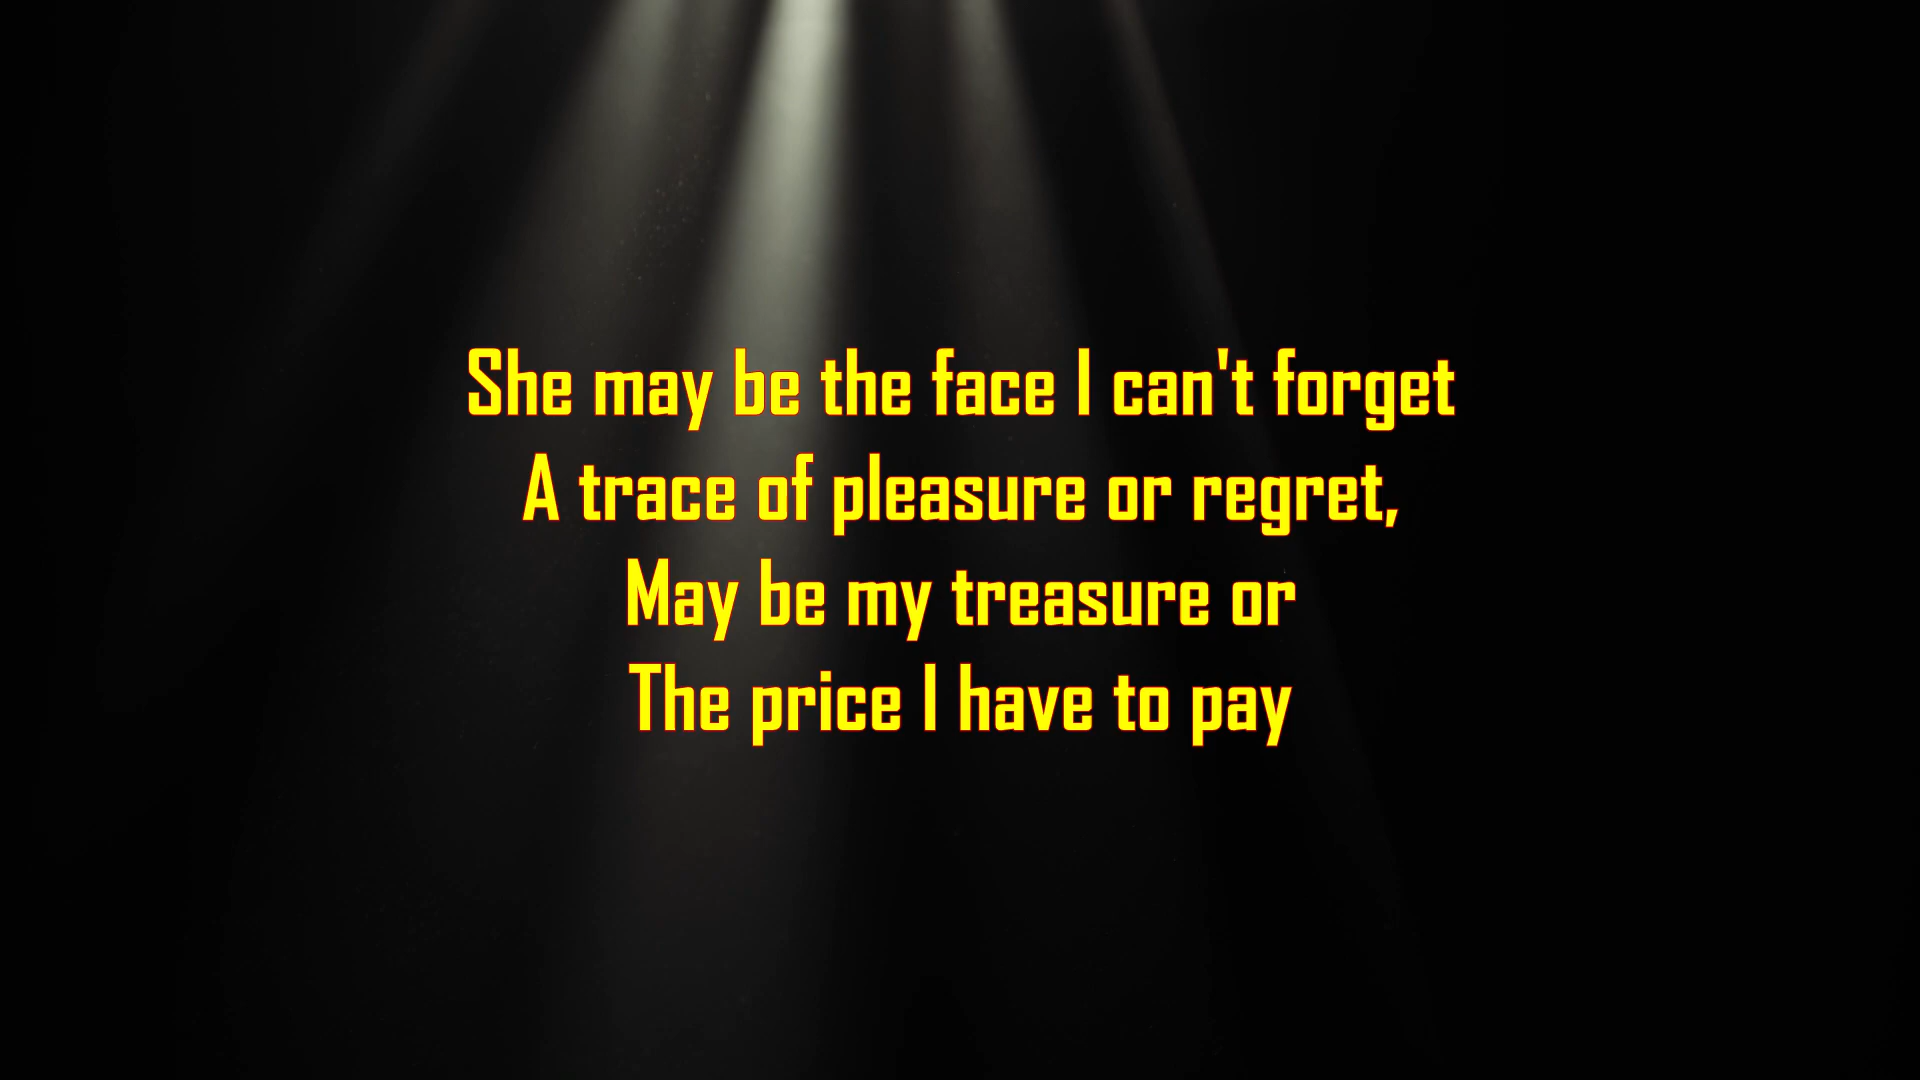 She may be the face I can't forget
A trace of pleasure or regret,
May be my treasure or
The price I have to pay